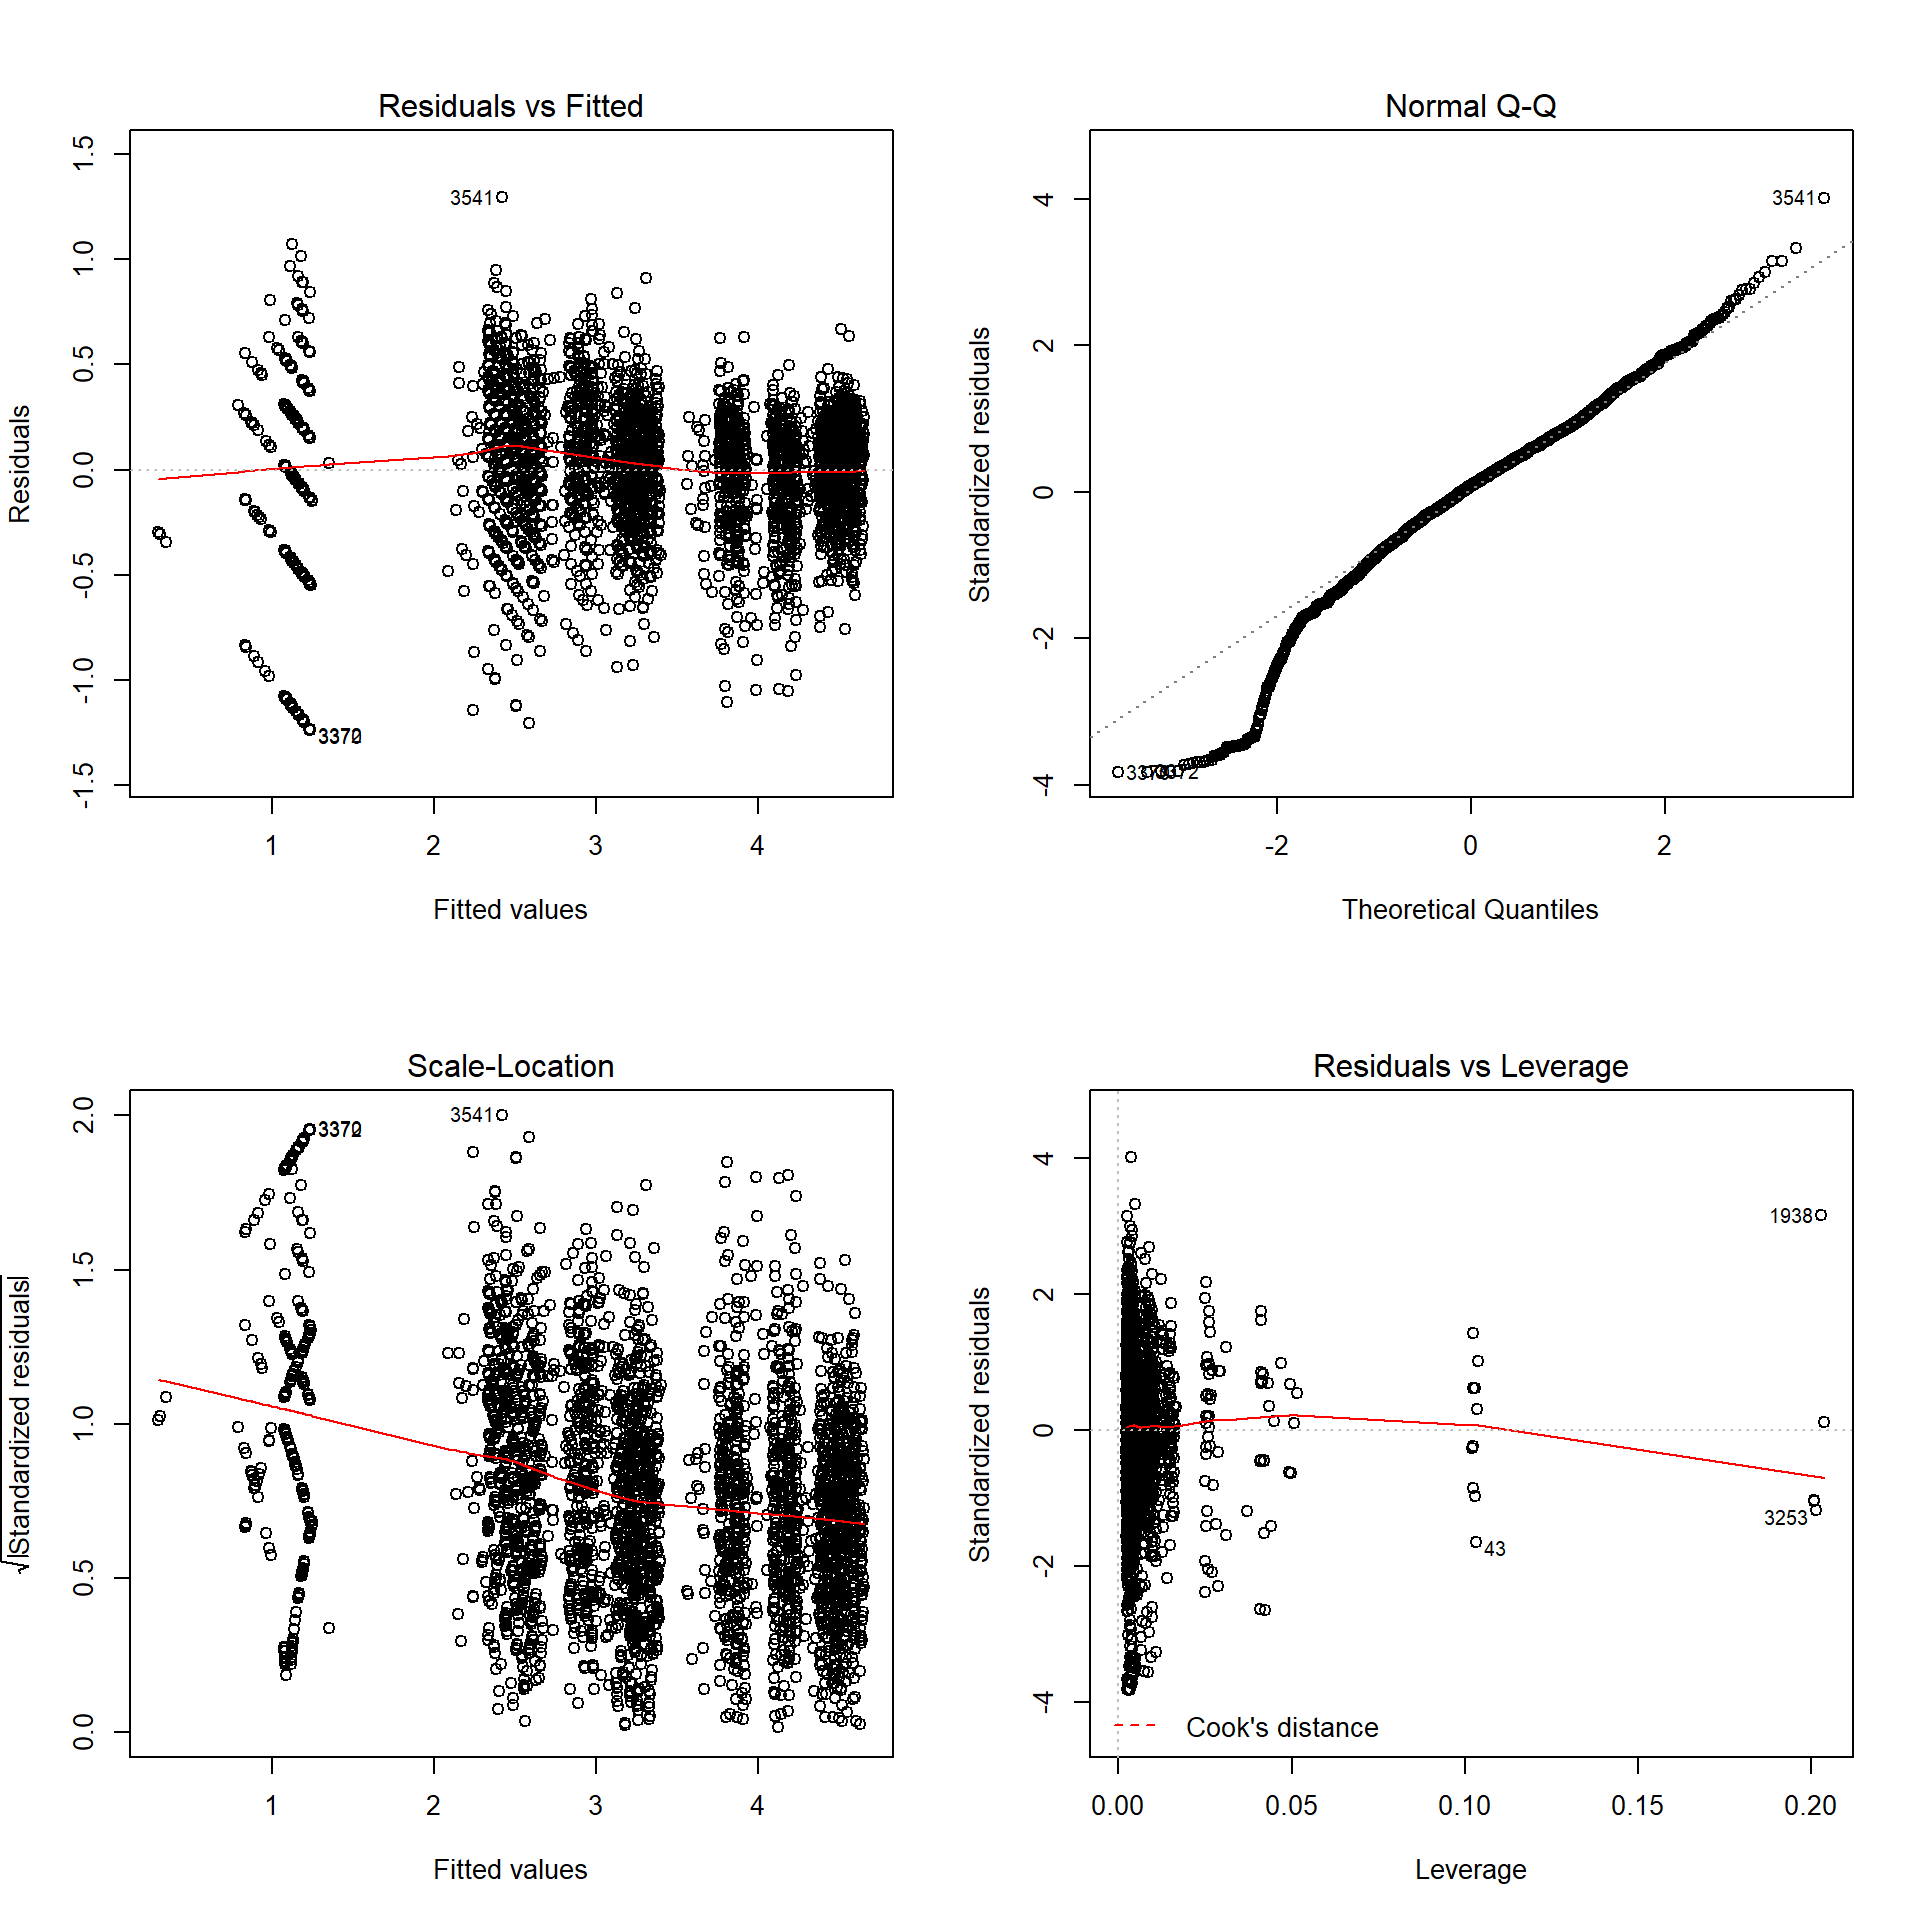 Residuals vs Fitted
Residuals
1.5
1.0
0.5
0.0
-0.5
-1.0
-1.5
3541
3372
1 2 3 4
Fitted values
Normal Q-Q
Standardized residuals
4
2
0
-2
-4
3541
3372
-2 0 2
Theoretical Quantiles
Scale-Location
√|Standardized residuals|
2.0
1.5
1.0
0.5
0.0
3541
3372
1 2 3 4
Fitted values
Residuals vs Leverage
Standardized residuals
4
2
0
-2
-4
1938
3253
43
Cook's distance
0.00 0.05 0.10 0.15 0.20
Leverage